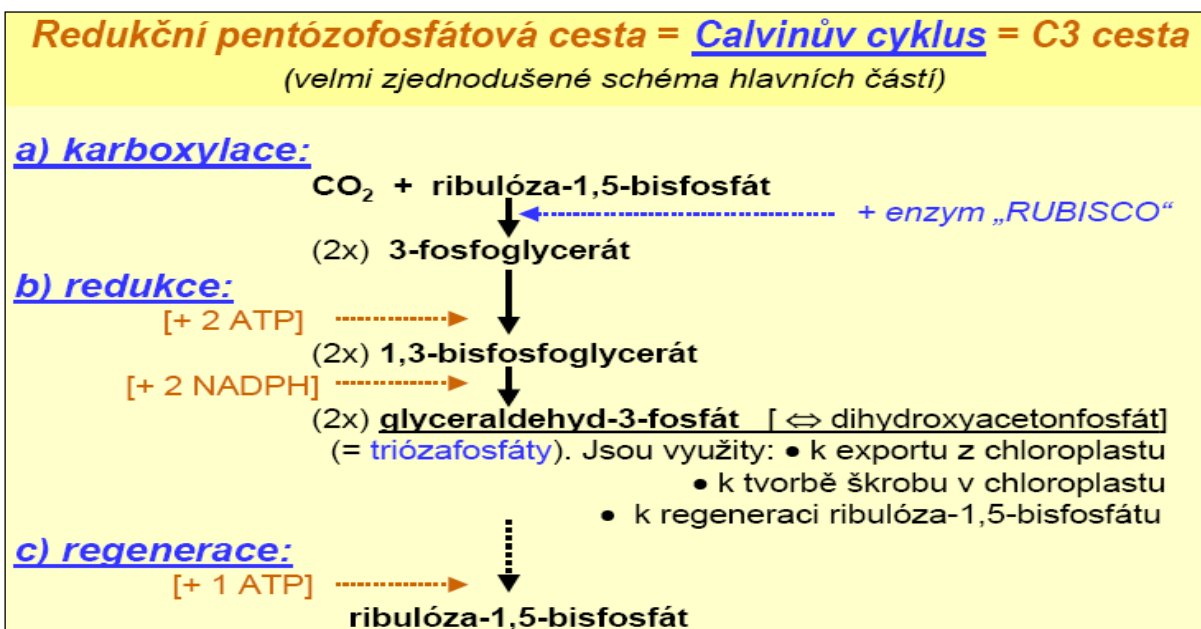 Redukční pentózofosfátová cesta = Calvinův cyklus = C3 cesta
(velmi zjednodušené schéma hlavních částí)
a) karboxylace:
CO₂ + ribulóza-1,5-bisfosfát
+ enzym „RUBISCO“
(2x) 3-fosfoglycerát
b) redukce:
[+ 2 ATP]
(2x) 1,3-bisfosfoglycerát
[+ 2 NADPH]
(2x) glyceraldehyd-3-fosfát [ ⇔ dihydroxyacetonfosfát]
(= triózafosfáty). Jsou využity: • k exportu z chloroplastu
• k tvorbě škrobu v chloroplastu
• k regeneraci ribulóza-1,5-bisfosfátu
c) regenerace:
[+ 1 ATP]
ribulóza-1,5-bisfosfát